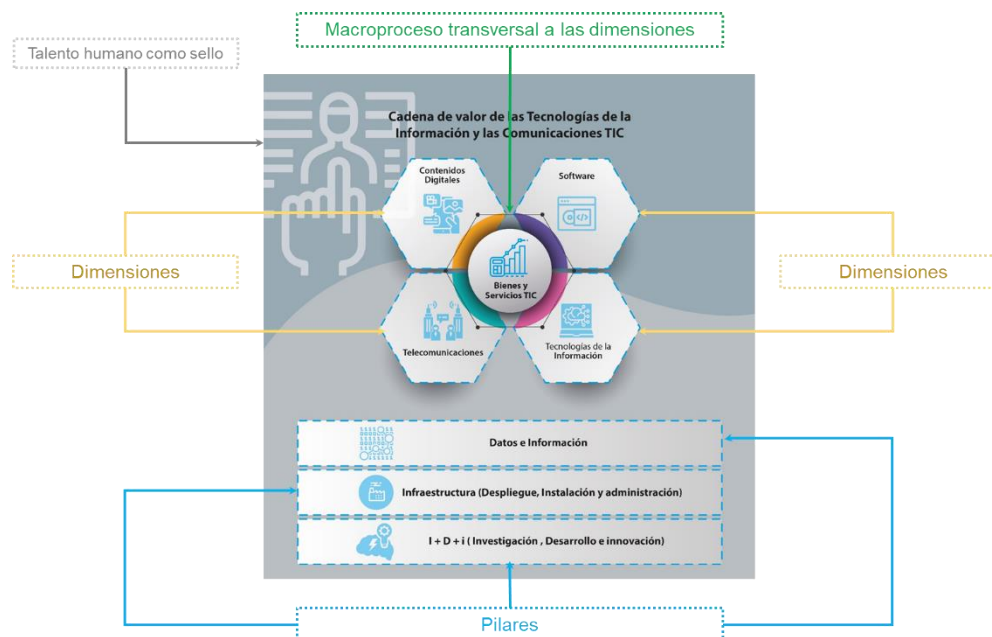 Macroproceso transversal a las dimensiones
Talento humano como sello
Cadena de valor de las Tecnologías de la
Información y las Comunicaciones TIC
Contenidos
Digitales
Software
Dimensiones
Bienes y
Servicios TIC
Dimensiones
Telecomunicaciones
Tecnologías de la
Información
Datos e Información
Infraestructura (Despliegue, Instalación y administración)
I + D + i ( Investigación , Desarrollo e innovación)
Pilares